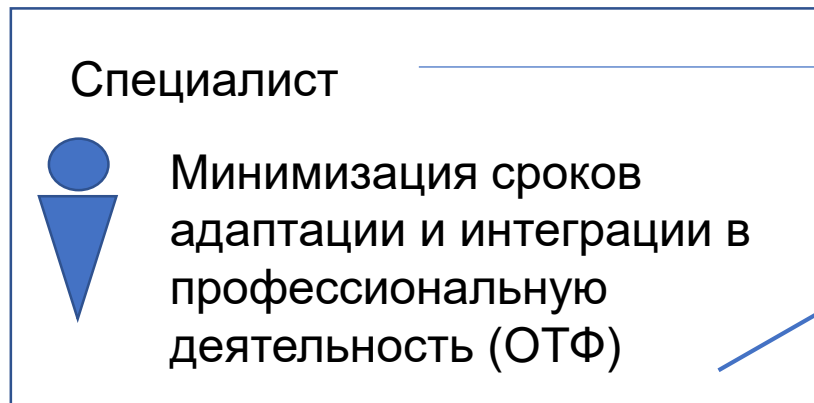 Специалист
Минимизация сроков
адаптации и интеграции в
профессиональную
деятельность (ОТФ)